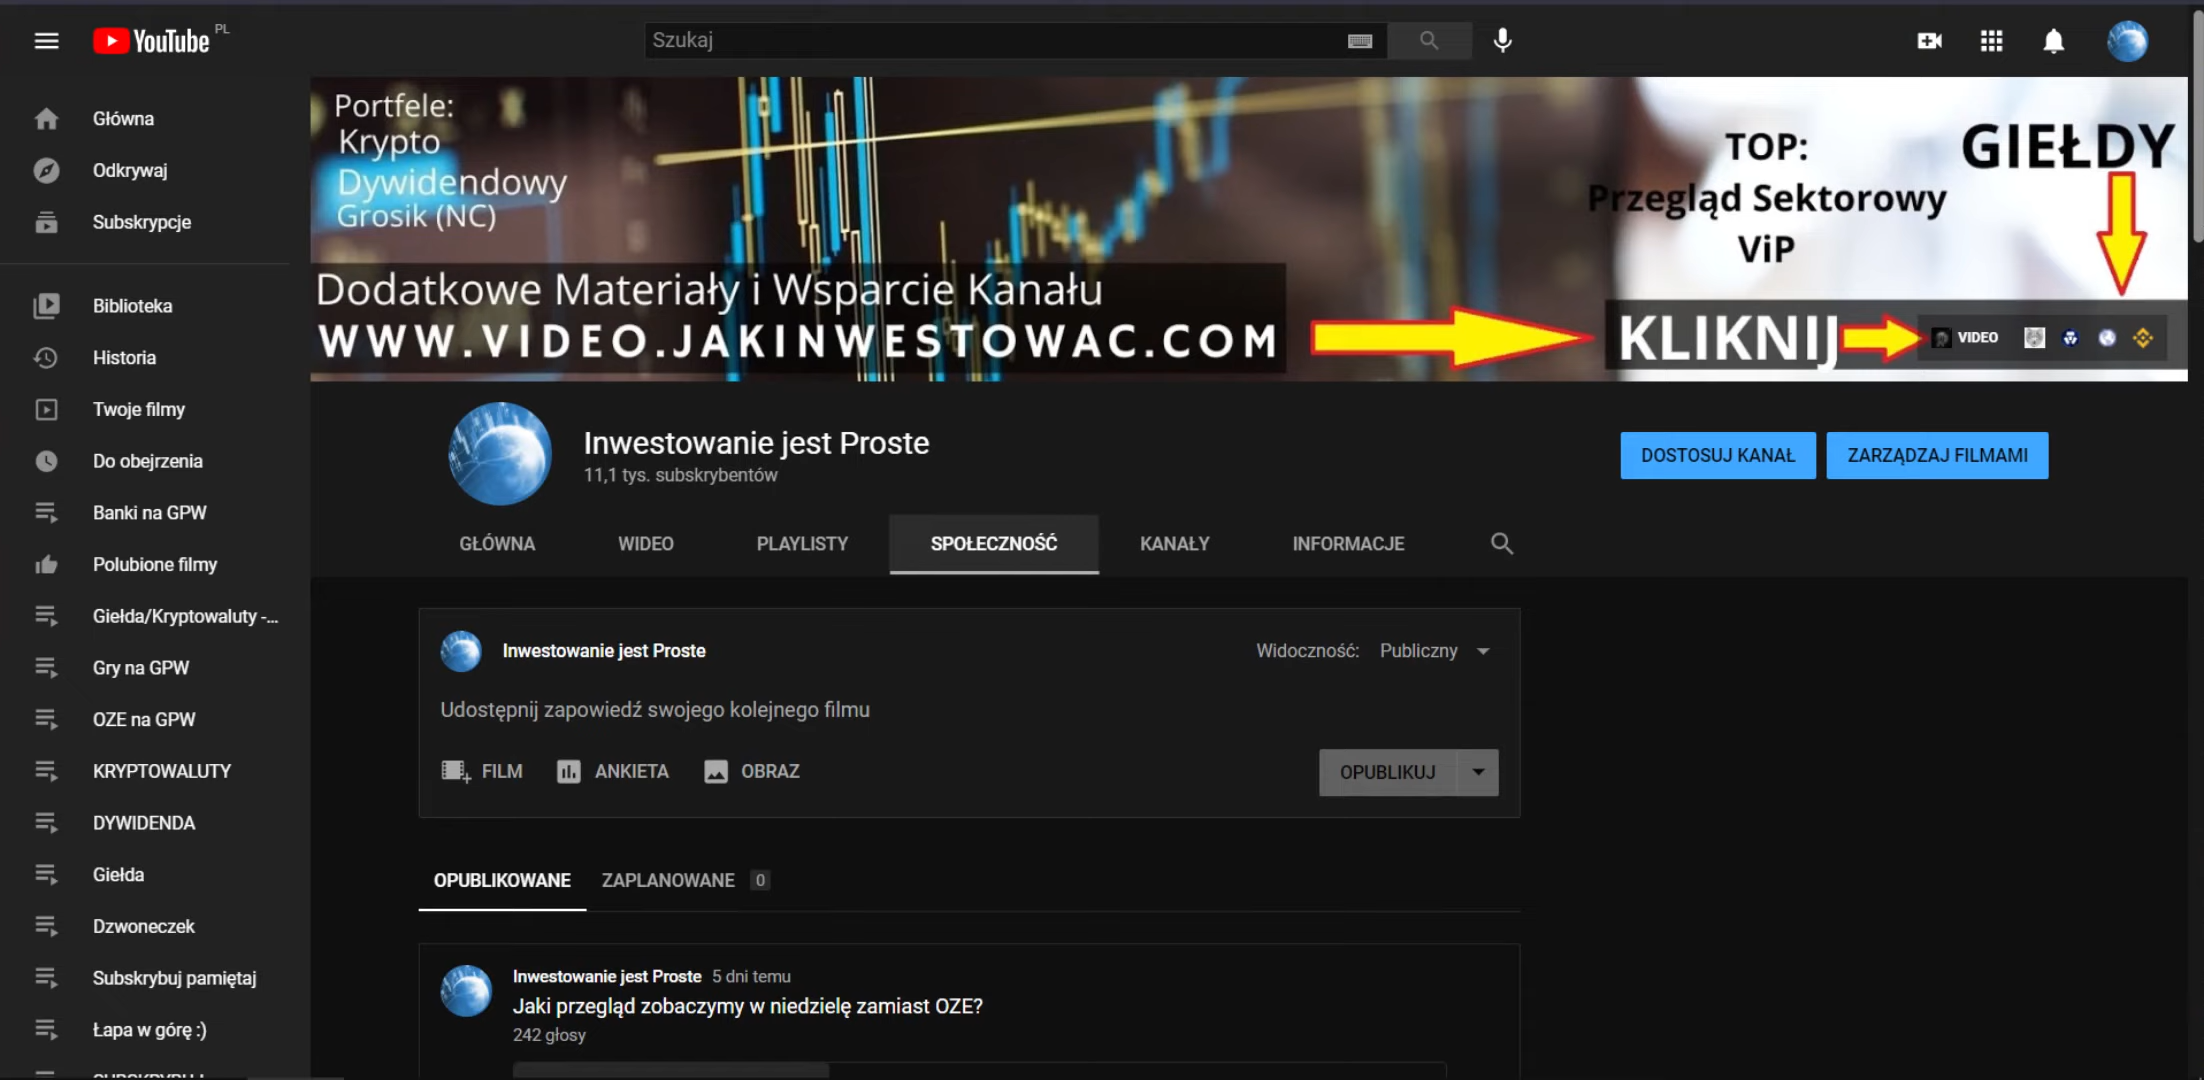 YouTube PL
Szukaj
Główna
Odkrywaj
Subskrypcje
Biblioteka
Historia
Twoje filmy
Do obejrzenia
Banki na GPW
Polubione filmy
Giełda/Kryptowaluty -...
Gry na GPW
OZE na GPW
KRYPTOWALUTY
DYWIDENDA
Giełda
Dzwoneczek
Subskrybuj pamiętaj
Łapa w górę :)
Portfele:
Krypto
Dywidendowy
Grosik (NC)
Dodatkowe Materiały i Wsparcie Kanału
WWW.VIDEO.JAKINWESTOWAC.COM
TOP:
Przegląd Sektorowy
ViP
GIEŁDY
KLIKNIJ
VIDEO
Inwestowanie jest Proste
11,1 tys. subskrybentów
DOSTOSUJ KANAŁ
ZARZĄDZAJ FILMAMI
GŁÓWNA
WIDEO
PLAYLISTY
SPOŁECZNOŚĆ
KANAŁY
INFORMACJE
Inwestowanie jest Proste
Widoczność: Publiczny
Udostępnij zapowiedź swojego kolejnego filmu
FILM
ANKIETA
OBRAZ
OPUBLIKUJ
OPUBLIKOWANE
ZAPLANOWANE 0
Inwestowanie jest Proste 5 dni temu
Jaki przegląd zobaczymy w niedzielę zamiast OZE?
242 głosy